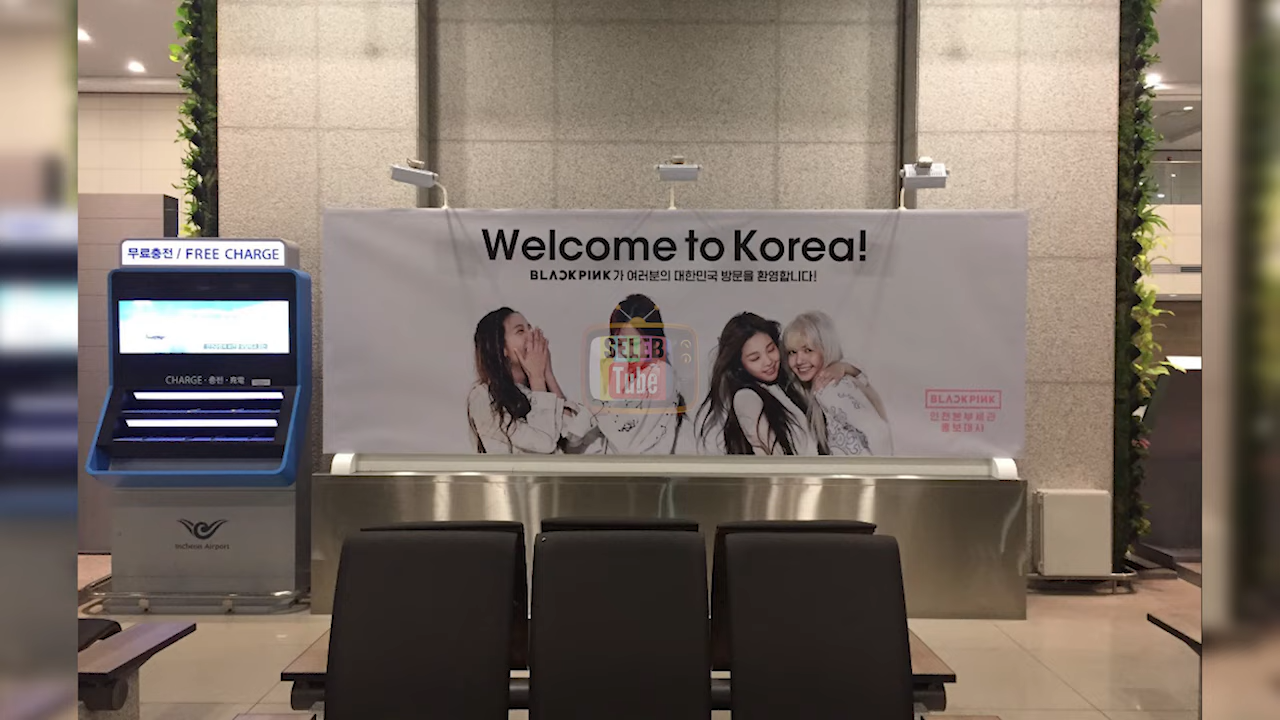 무료충전 / FREE CHARGE
CHARGE · 충전 · 充電
Incheon Airport
Welcome to Korea!
BLACKPINK가 여러분의 대한민국 방문을 환영합니다!
SELEB
Tube
BLACKPINK
인천본부세관
홍보대사